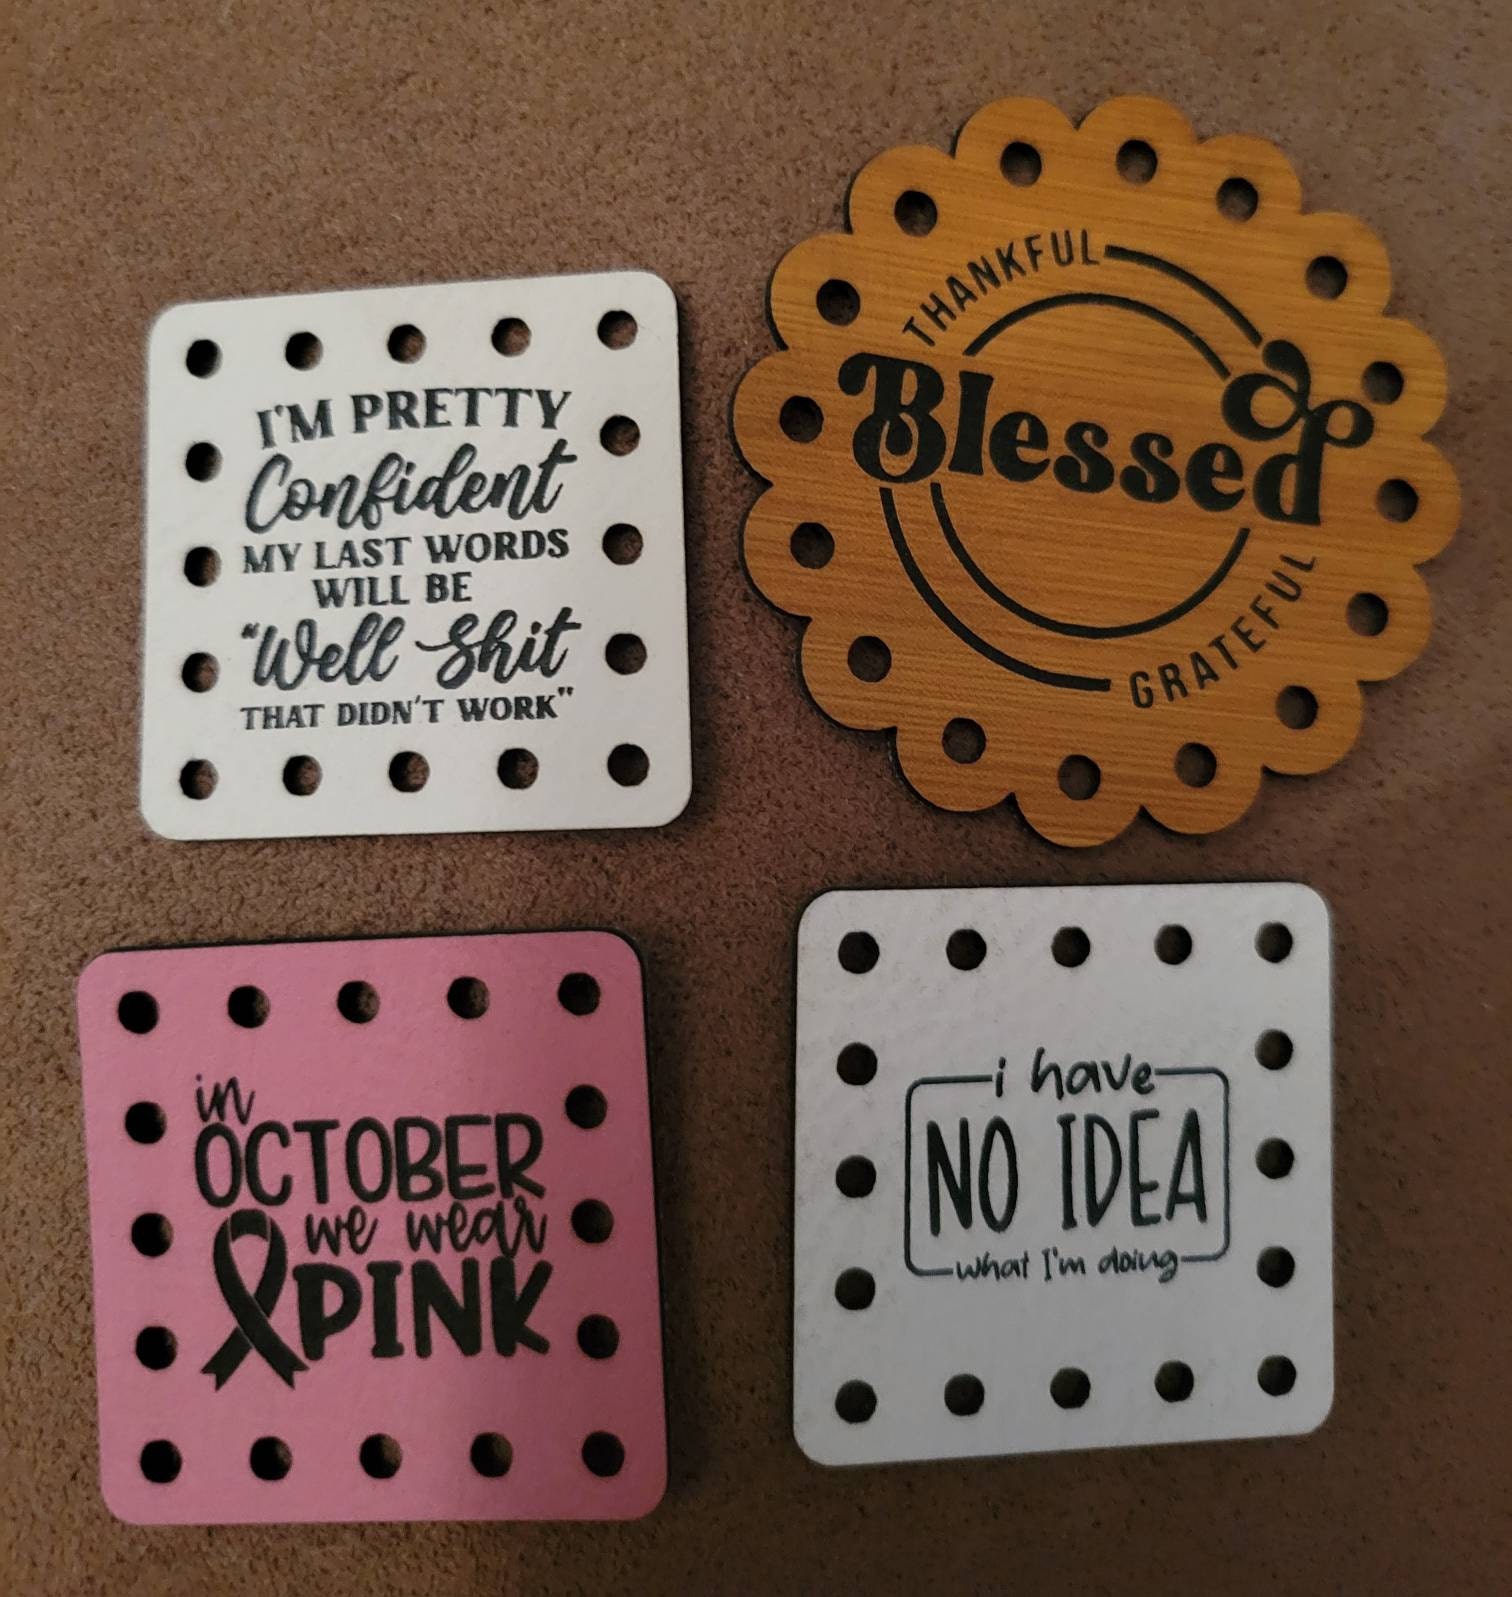 I'M PRETTY
Confident
MY LAST WORDS
WILL BE
"Well Shit
THAT DIDN'T WORK"
THANKFUL
Blessed
&
GRATEFUL
in
OCTOBER
we wear
PINK
i have
NO IDEA
what I'm doing